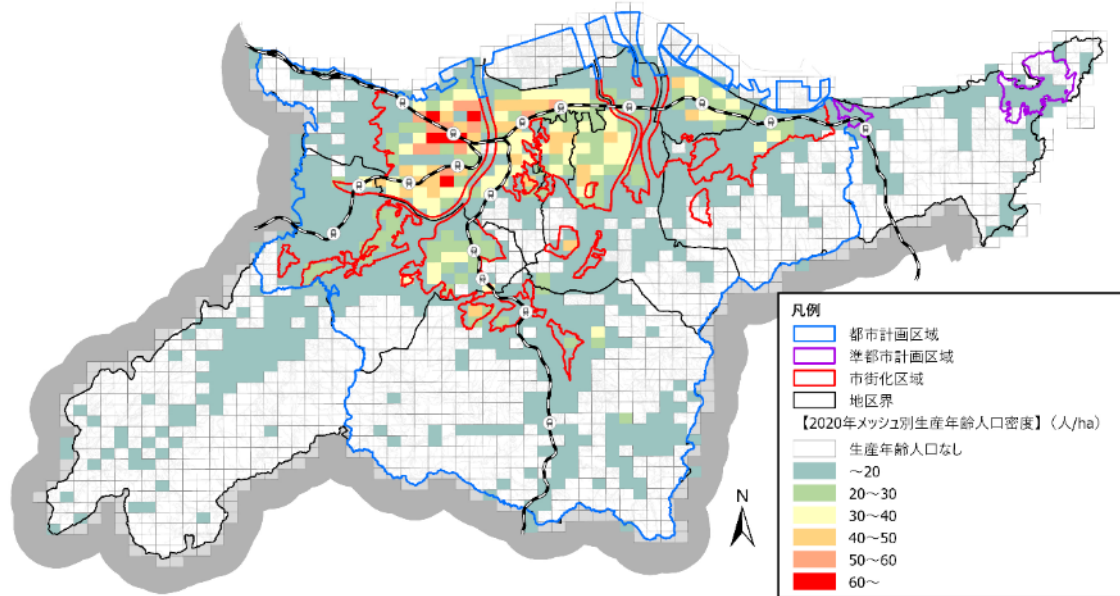 凡例
都市計画区域
準都市計画区域
市街化区域
地区界
【2020年メッシュ別生産年齢人口密度】（人/ha）
生産年齢人口なし
～20
20～30
30～40
40～50
50～60
60～
N